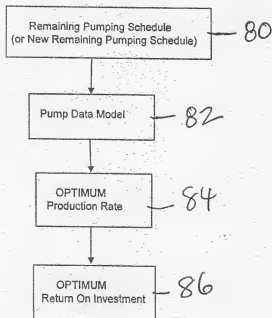 Remaining Pumping Schedule
(or New Remaining Pumping Schedule)
80
Pump Data Model
82
OPTIMUM
Production Rate
84
OPTIMUM
Return On Investment
86